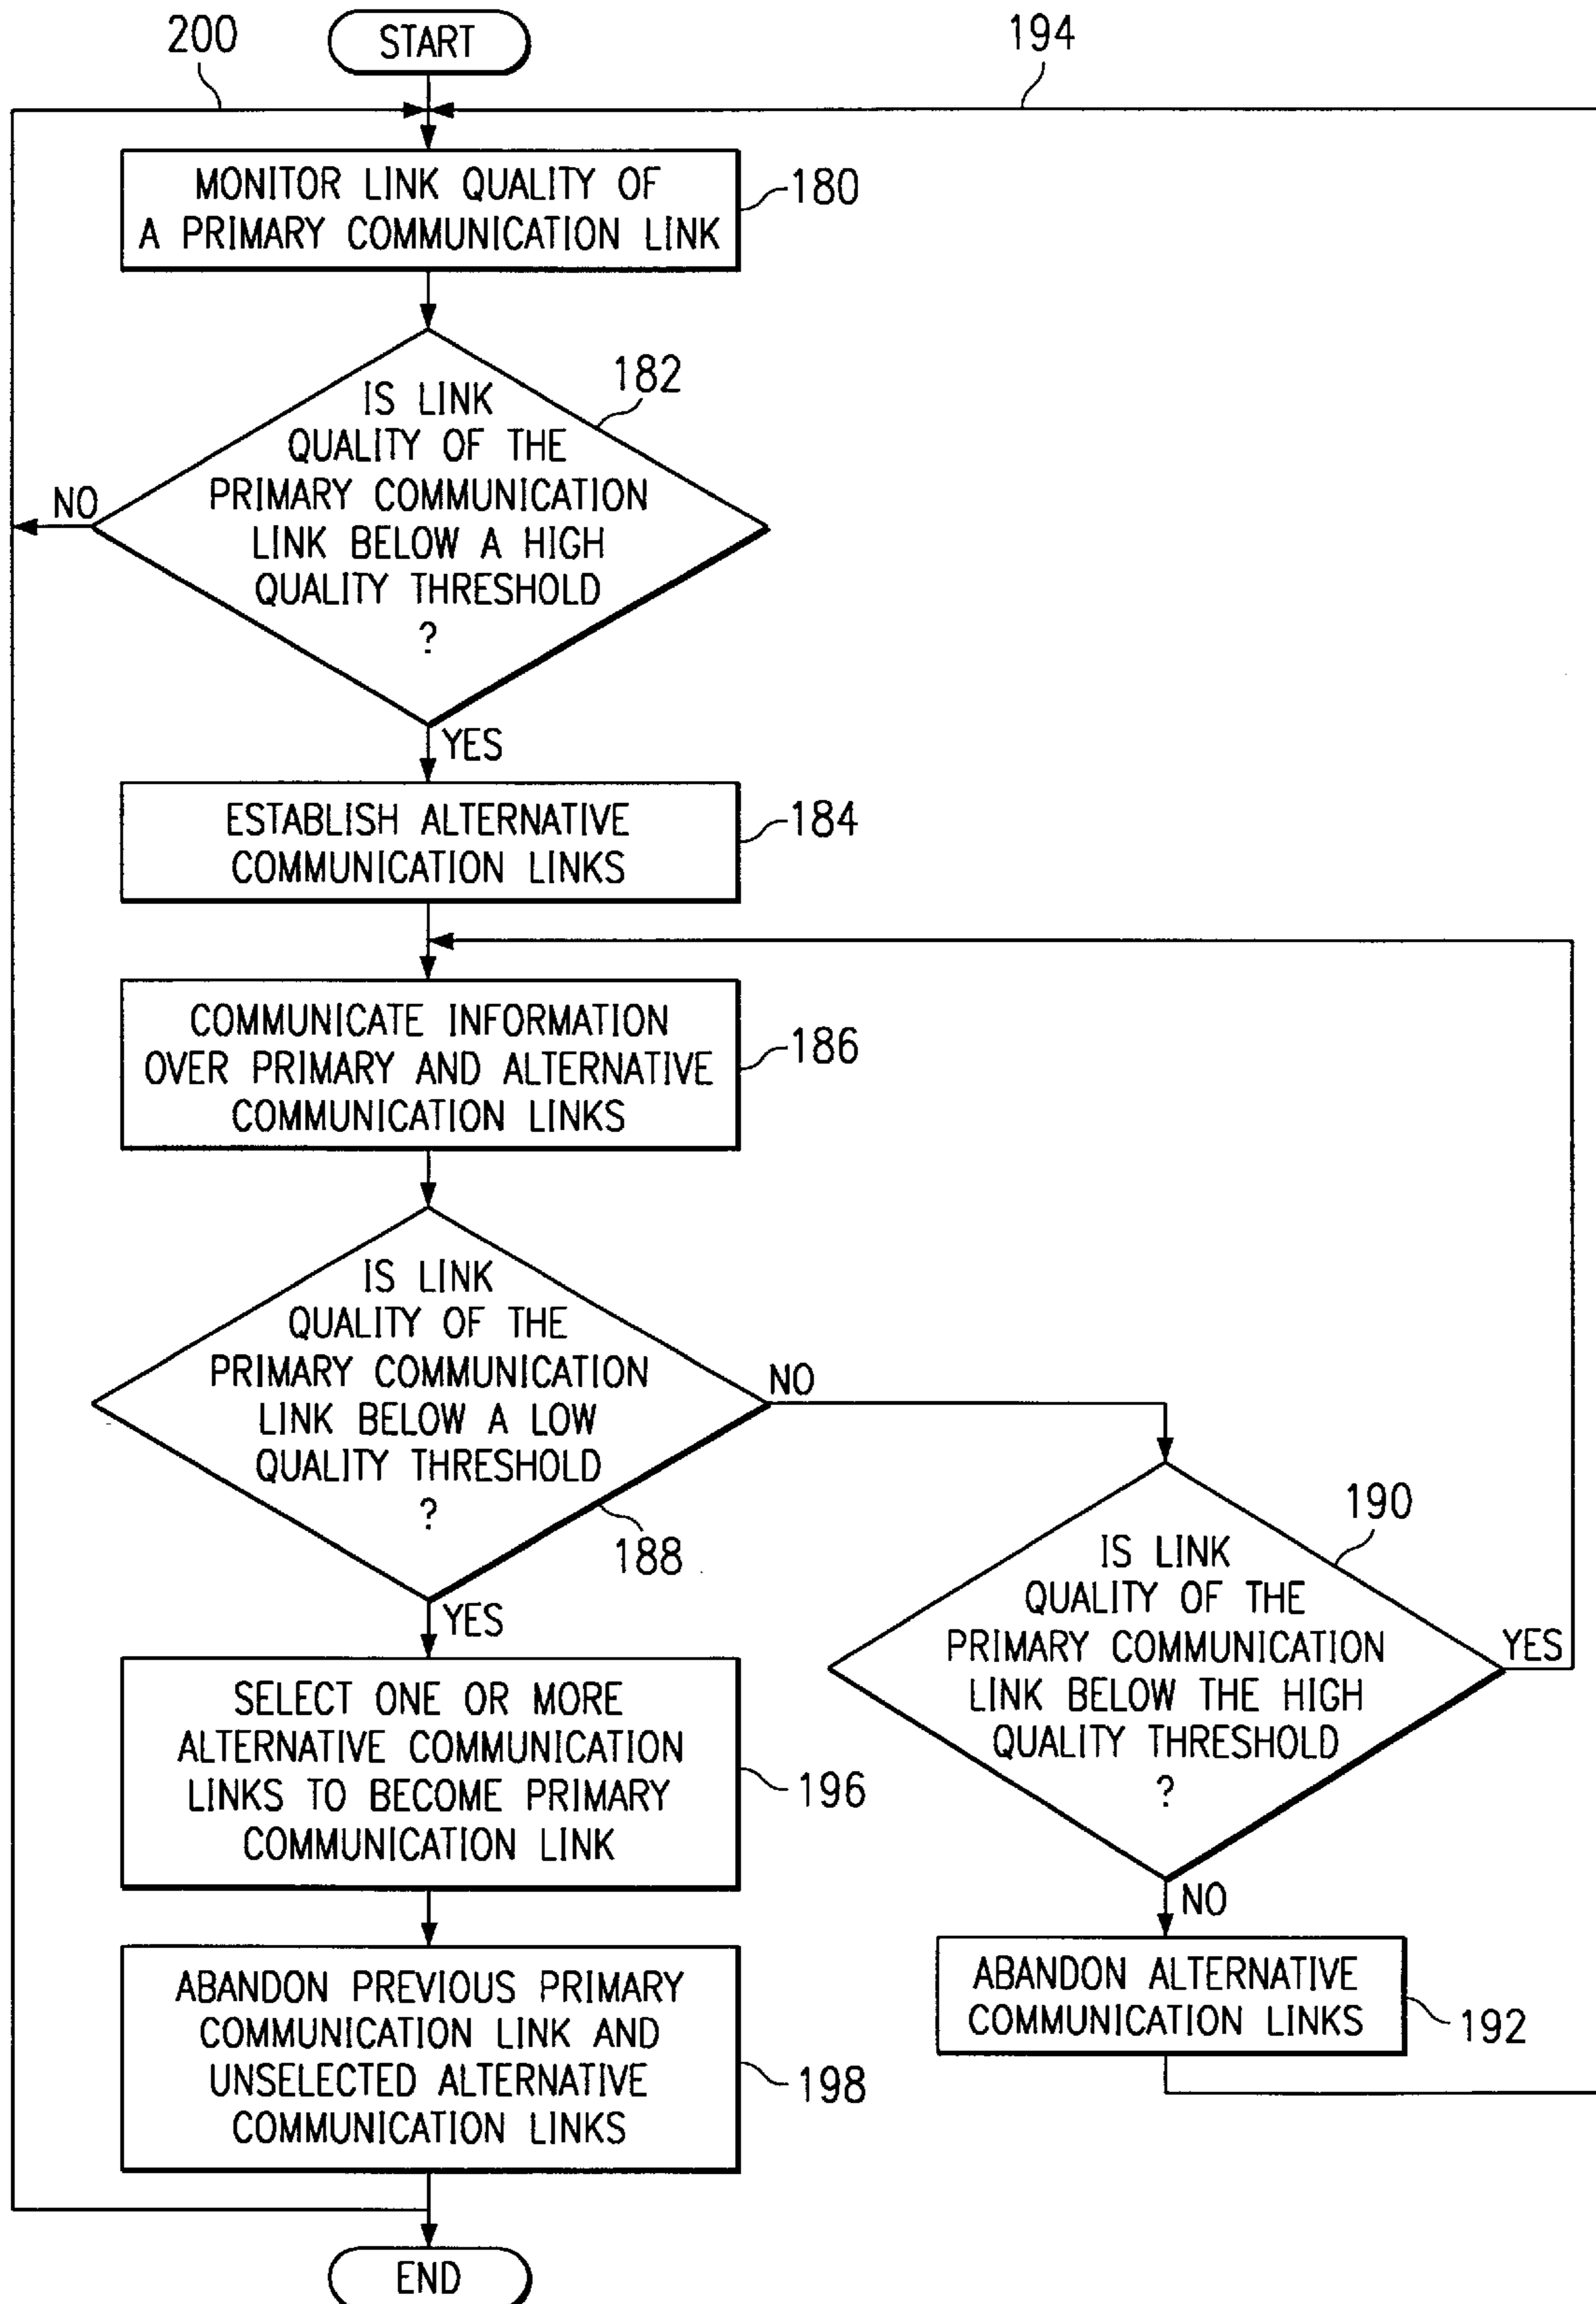 200
START
194
MONITOR LINK QUALITY OF
A PRIMARY COMMUNICATION LINK
180
182
IS LINK
QUALITY OF THE
PRIMARY COMMUNICATION
LINK BELOW A HIGH
QUALITY THRESHOLD
?
NO
YES
ESTABLISH ALTERNATIVE
COMMUNICATION LINKS
184
COMMUNICATE INFORMATION
OVER PRIMARY AND ALTERNATIVE
COMMUNICATION LINKS
186
IS LINK
QUALITY OF THE
PRIMARY COMMUNICATION
LINK BELOW A LOW
QUALITY THRESHOLD
?
188
NO
YES
190
IS LINK
QUALITY OF THE
PRIMARY COMMUNICATION
LINK BELOW THE HIGH
QUALITY THRESHOLD
?
YES
NO
SELECT ONE OR MORE
ALTERNATIVE COMMUNICATION
LINKS TO BECOME PRIMARY
COMMUNICATION LINK
196
ABANDON ALTERNATIVE
COMMUNICATION LINKS
192
ABANDON PREVIOUS PRIMARY
COMMUNICATION LINK AND
UNSELECTED ALTERNATIVE
COMMUNICATION LINKS
198
END